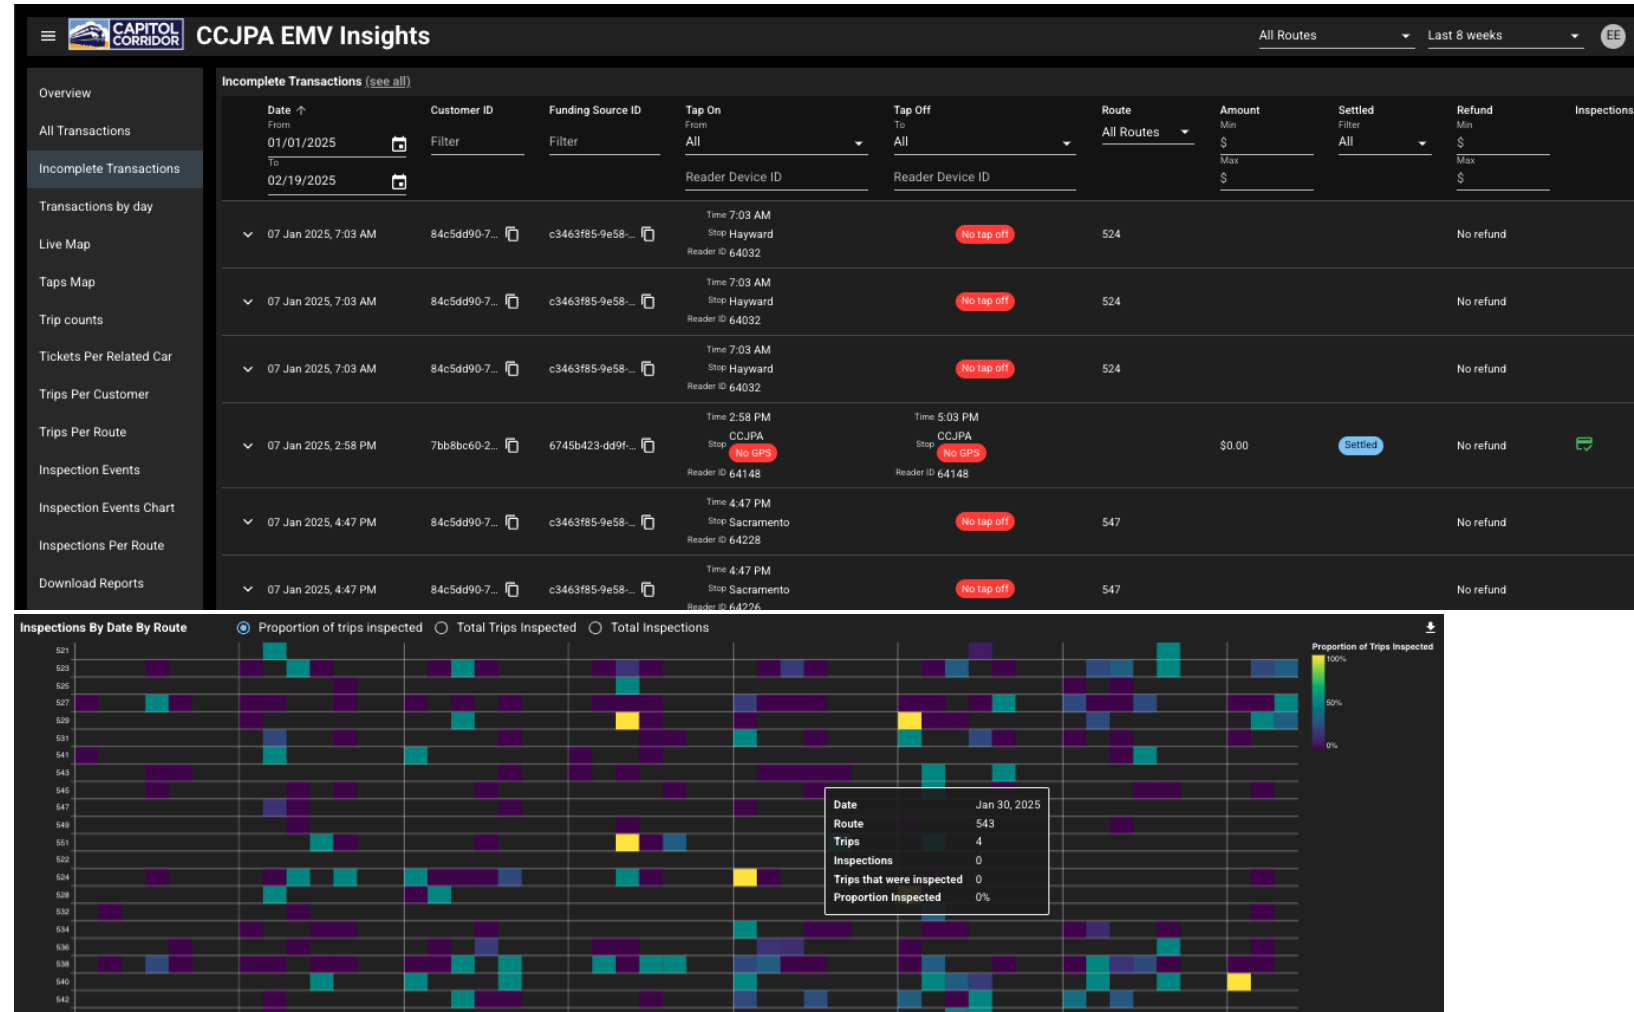 CAPITOL CORRIDOR CCJPA EMV Insights All Routes Last 8 weeks EE
Overview
All Transactions
Incomplete Transactions
Transactions by day
Live Map
Taps Map
Trip counts
Tickets Per Related Car
Trips Per Customer
Trips Per Route
Inspection Events
Inspection Events Chart
Inspections Per Route
Download Reports
Incomplete Transactions (see all)
Date Customer ID Funding Source ID Tap On Tap Off Route Amount Settled Refund Inspections
From From To All Routes Min Filter Min
01/01/2025 Filter Filter All All $ All $
To Max Max
02/19/2025 Reader Device ID Reader Device ID $ $
Time 7:03 AM
07 Jan 2025, 7:03 AM 84c5dd90-7... c3463f85-9e58-... Stop Hayward No tap off 524 No refund
Reader ID 64032
Time 7:03 AM
07 Jan 2025, 7:03 AM 84c5dd90-7... c3463f85-9e58-... Stop Hayward No tap off 524 No refund
Reader ID 64032
Time 7:03 AM
07 Jan 2025, 7:03 AM 84c5dd90-7... c3463f85-9e58-... Stop Hayward No tap off 524 No refund
Reader ID 64032
Time 2:58 PM Time 5:03 PM
CCJPA CCJPA
07 Jan 2025, 2:58 PM 7bb8bc60-2... 6745b423-dd9f-... Stop No GPS Stop No GPS $0.00 Settled No refund
Reader ID 64148 Reader ID 64148
Time 4:47 PM
07 Jan 2025, 4:47 PM 84c5dd90-7... c3463f85-9e58-... Stop Sacramento No tap off 547 No refund
Reader ID 64228
Time 4:47 PM
07 Jan 2025, 4:47 PM 84c5dd90-7... c3463f85-9e58-... Stop Sacramento No tap off 547 No refund
Reader ID 64226
Inspections By Date By Route Proportion of trips inspected Total Trips Inspected Total Inspections
Proportion of Trips Inspected
100%
50%
0%
521
523
525
527
529
531
541
543
545
547
549
551
522
524
528
532
534
536
538
540
542
Date Jan 30, 2025
Route 543
Trips 4
Inspections 0
Trips that were inspected 0
Proportion Inspected 0%